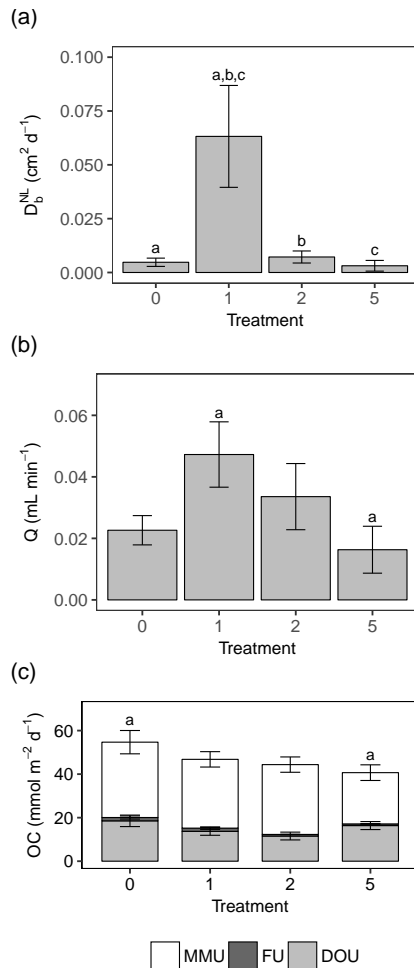 (a)
0.100
0.075
0.050
0.025
0.000
D_b^NL (cm² d⁻¹)
a
a,b,c
b
c
0 1 2 5
Treatment
(b)
0.06
0.04
0.02
0.00
Q (mL min⁻¹)
a
a
0 1 2 5
Treatment
(c)
60
40
20
0
OC (mmol m⁻² d⁻¹)
a
a
0 1 2 5
Treatment
MMU FU DOU